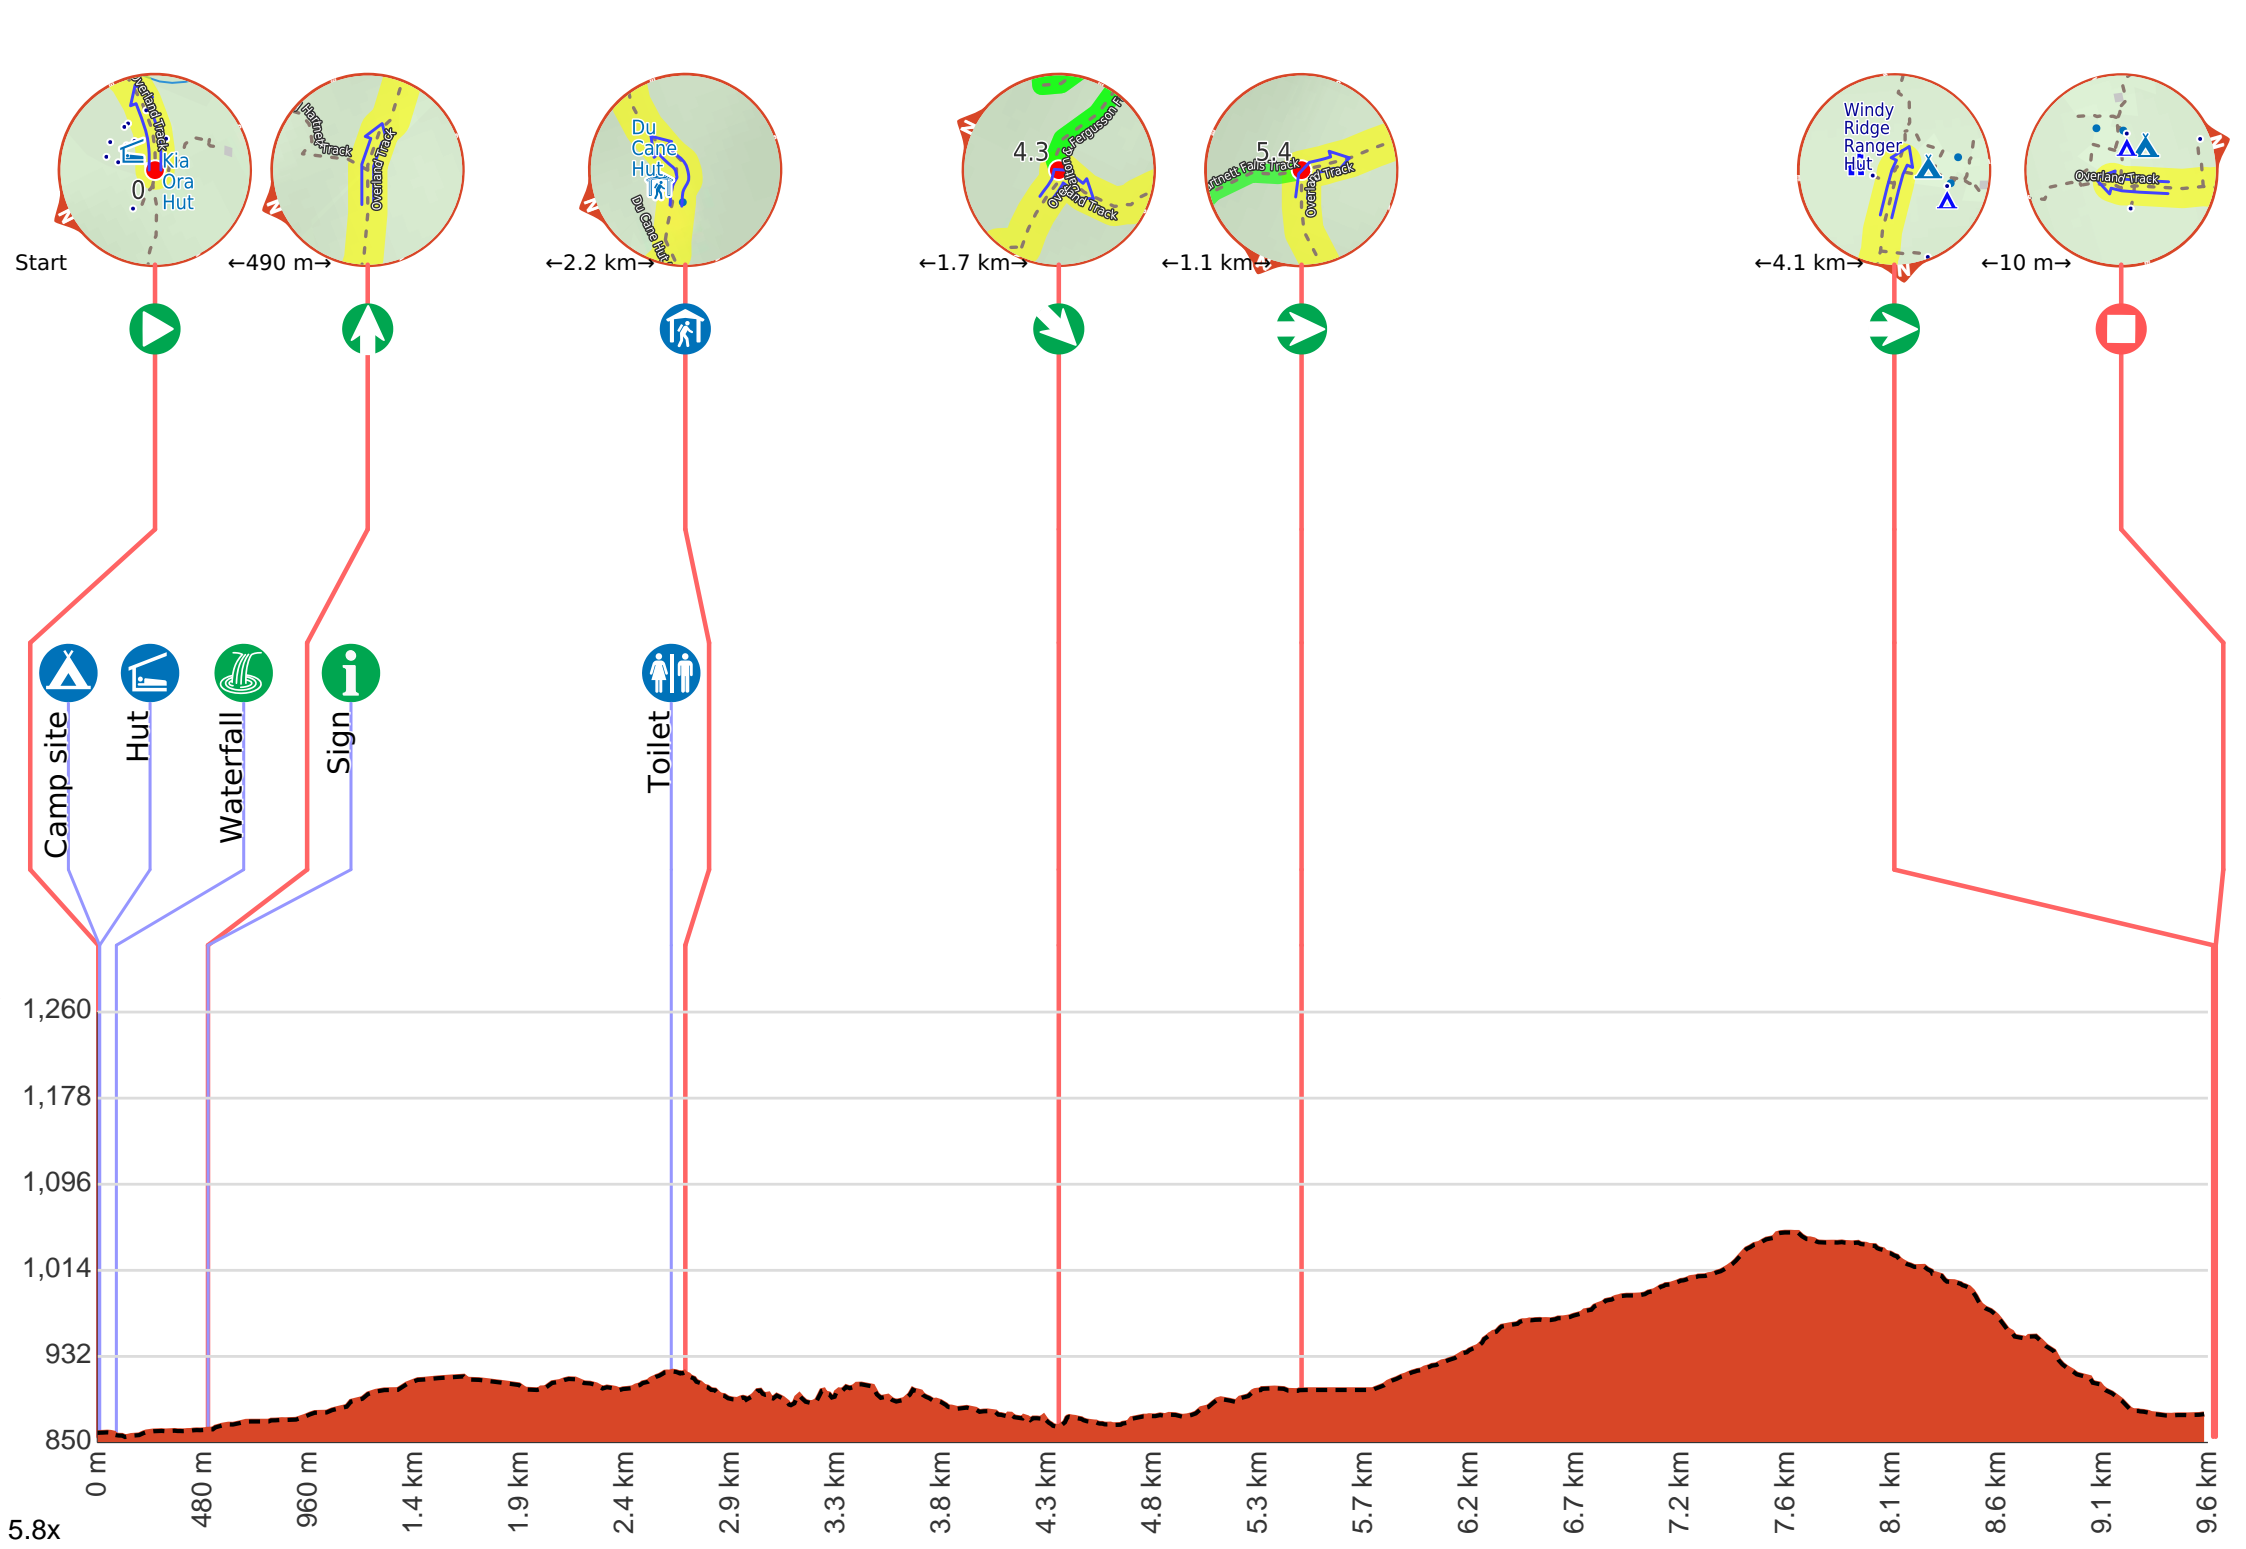 Overland Track
Kia
Ora
Hut
0
Hartnett
Track
Overland Track
Du
Cane
Hut
Du Cane Hut
4.3
& Fergusson F
Overland Track
5.4
rtnett Falls Track
Overland Track
Windy
Ridge
Ranger
Hut
Overland Track
N
N
N
N
N
N
Start
←490 m→
←2.2 km→
←1.7 km→
←1.1 km→
←4.1 km→
←10 m→
Camp site
Hut
Waterfall
Sign
Toilet
1,260
1,178
1,096
1,014
932
850
0 m
480 m
960 m
1.4 km
1.9 km
2.4 km
2.9 km
3.3 km
3.8 km
4.3 km
4.8 km
5.3 km
5.7 km
6.2 km
6.7 km
7.2 km
7.6 km
8.1 km
8.6 km
9.1 km
9.6 km
5.8x